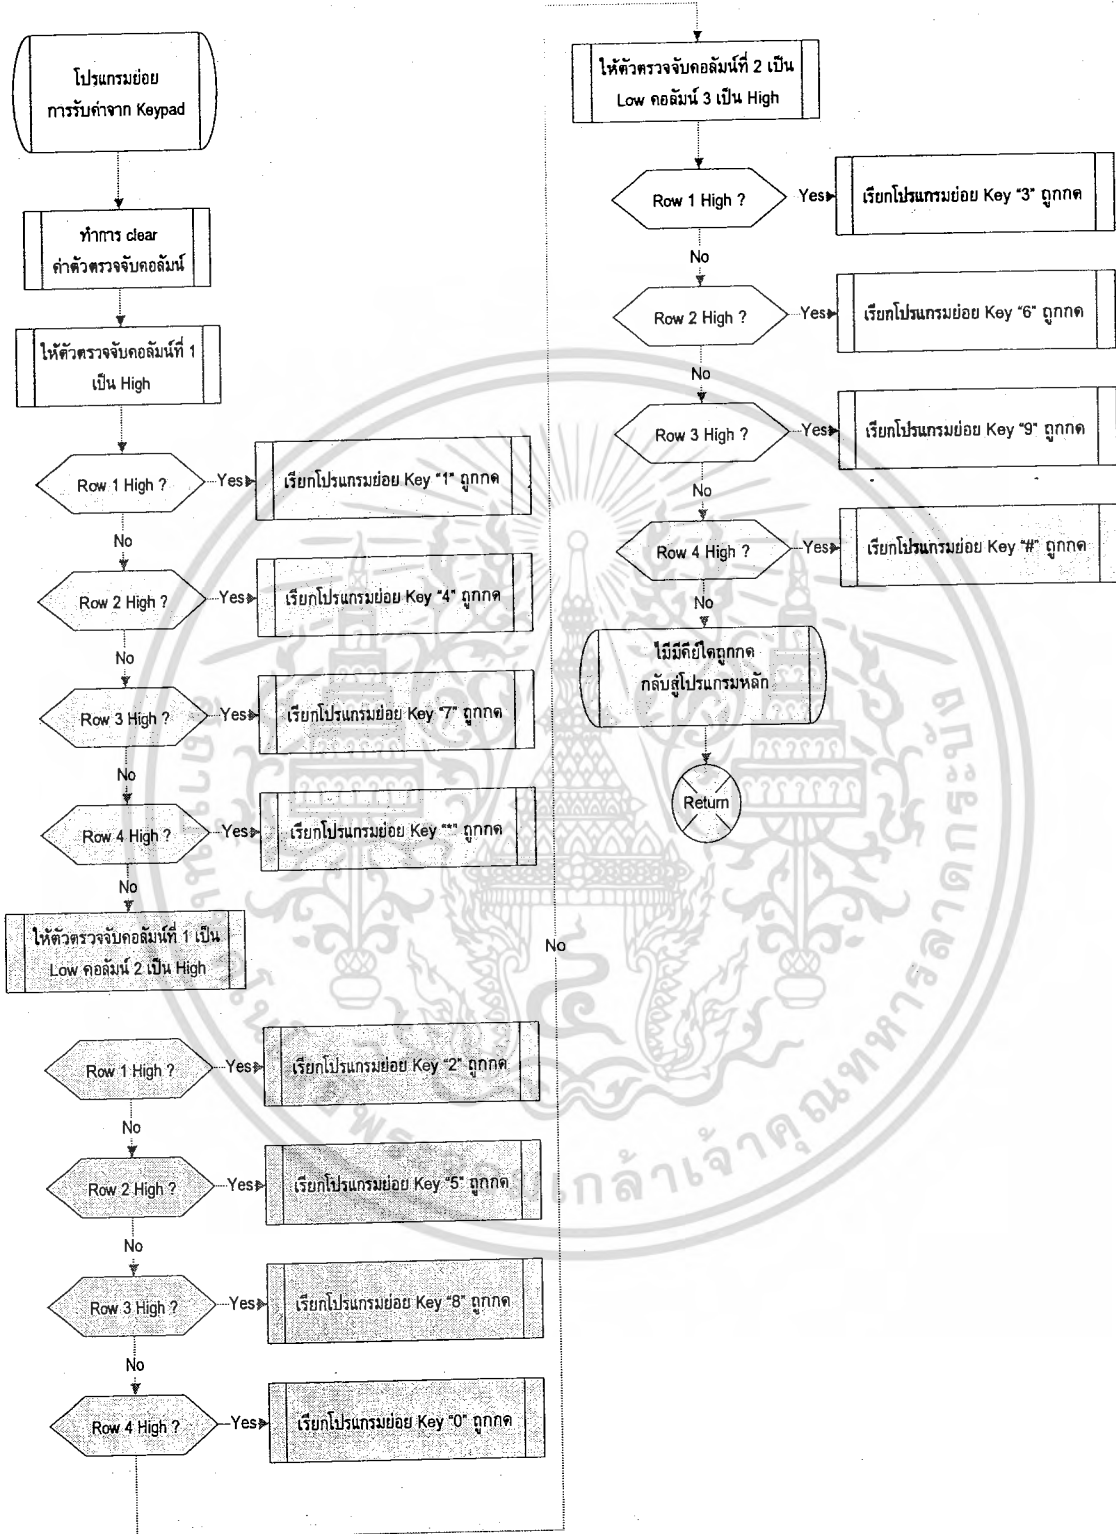 โปรแกรมย่อย
การรับค่าจาก Keypad
ทำการ clear
ค่าตัวตรวจจับคอลัมน์
ให้ตัวตรวจจับคอลัมน์ที่ 1
เป็น High
Row 1 High ?
Yes
เรียกโปรแกรมย่อย Key "1" ถูกกด
No
Row 2 High ?
Yes
เรียกโปรแกรมย่อย Key "4" ถูกกด
No
Row 3 High ?
Yes
เรียกโปรแกรมย่อย Key "7" ถูกกด
No
Row 4 High ?
Yes
เรียกโปรแกรมย่อย Key "*" ถูกกด
No
ให้ตัวตรวจจับคอลัมน์ที่ 1 เป็น
Low คอลัมน์ 2 เป็น High
Row 1 High ?
Yes
เรียกโปรแกรมย่อย Key "2" ถูกกด
No
Row 2 High ?
Yes
เรียกโปรแกรมย่อย Key "5" ถูกกด
No
Row 3 High ?
Yes
เรียกโปรแกรมย่อย Key "8" ถูกกด
No
Row 4 High ?
Yes
เรียกโปรแกรมย่อย Key "0" ถูกกด
No
ให้ตัวตรวจจับคอลัมน์ที่ 2 เป็น
Low คอลัมน์ 3 เป็น High
Row 1 High ?
Yes
เรียกโปรแกรมย่อย Key "3" ถูกกด
No
Row 2 High ?
Yes
เรียกโปรแกรมย่อย Key "6" ถูกกด
No
Row 3 High ?
Yes
เรียกโปรแกรมย่อย Key "9" ถูกกด
No
Row 4 High ?
Yes
เรียกโปรแกรมย่อย Key "#" ถูกกด
No
ไม่มีคีย์ใดถูกกด
กลับสู่โปรแกรมหลัก
Return